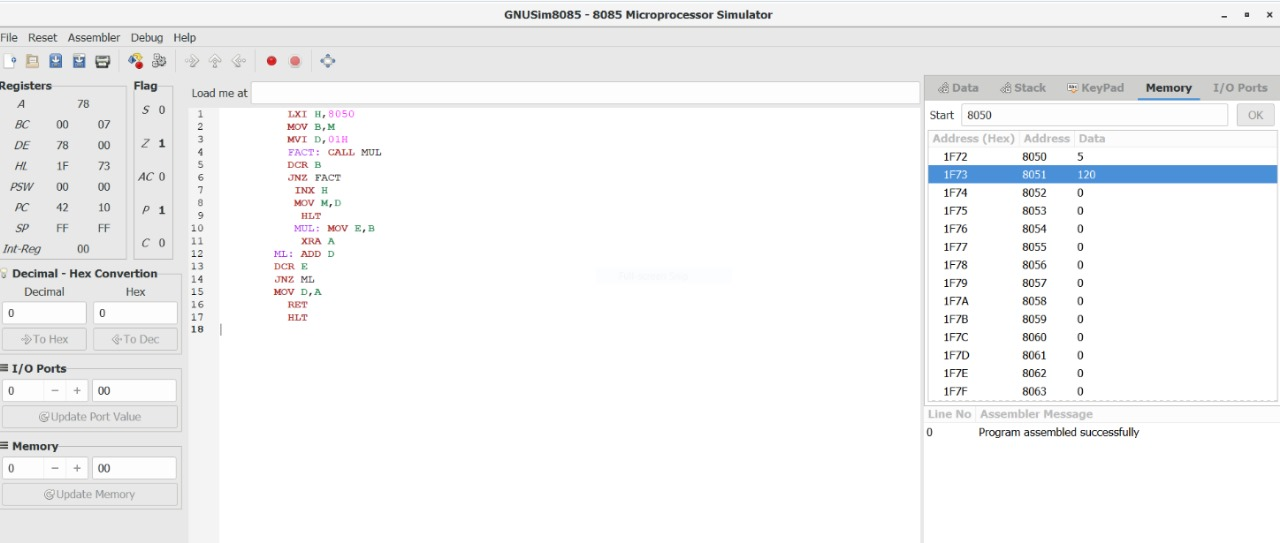 GNUSim8085 - 8085 Microprocessor Simulator
File Reset Assembler Debug Help
Registers
A 78
BC 00 07
DE 78 00
HL 1F 73
PSW 00 00
PC 42 10
SP FF FF
Int-Reg 00
Flag
S 0
Z 1
AC 0
P 1
C 0
Decimal - Hex Convertion
Decimal Hex
0 0
To Hex To Dec
I/O Ports
0 − + 00
Update Port Value
Memory
0 − + 00
Update Memory
Load me at
1 LXI H,8050
2 MOV B,M
3 MVI D,01H
4 FACT: CALL MUL
5 DCR B
6 JNZ FACT
7 INX H
8 MOV M,D
9 HLT
10 MUL: MOV E,B
11 XRA A
12 ML: ADD D
13 DCR E
14 JNZ ML
15 MOV D,A
16 RET
17 HLT
18
Data Stack KeyPad Memory I/O Ports
Start 8050 OK
Address (Hex) Address Data
1F72 8050 5
1F73 8051 120
1F74 8052 0
1F75 8053 0
1F76 8054 0
1F77 8055 0
1F78 8056 0
1F79 8057 0
1F7A 8058 0
1F7B 8059 0
1F7C 8060 0
1F7D 8061 0
1F7E 8062 0
1F7F 8063 0
Line No Assembler Message
0 Program assembled successfully